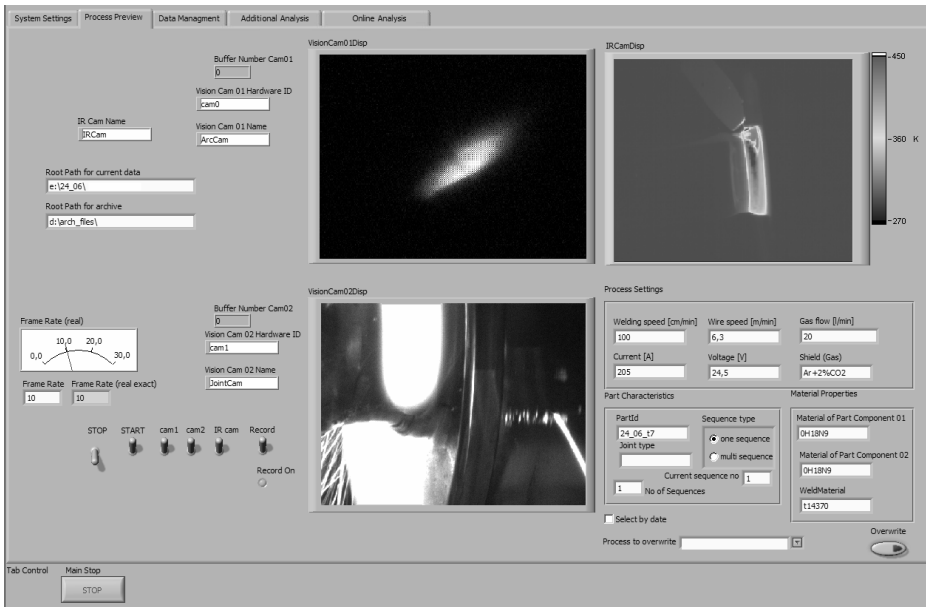 System Settings
Process Preview
Data Managment
Additional Analysis
Online Analysis
VisionCam01Disp
IRCamDisp
Buffer Number Cam01
0
Vision Cam 01 Hardware ID
cam0
IR Cam Name
IRCam
Vision Cam 01 Name
ArcCam
Root Path for current data
e:\24_06\
Root Path for archive
d:\arch_files\
450
360 K
270
VisionCam02Disp
Buffer Number Cam02
0
Vision Cam 02 Hardware ID
cam1
Vision Cam 02 Name
JointCam
Frame Rate (real)
0,0
10,0
20,0
30,0
Frame Rate
10
Frame Rate (real exact)
10
STOP
START
cam1
cam2
IR cam
Record
Record On
Process Settings
Welding speed [cm/min]
100
Wire speed [m/min]
6,3
Gas flow [l/min]
20
Current [A]
205
Voltage [V]
24,5
Shield (Gas)
Ar+2%CO2
Part Characteristics
PartId
24_06_t7
Joint type
Sequence type
one sequence
multi sequence
Current sequence no
1
1
No of Sequences
Material Properties
Material of Part Component 01
0H18N9
Material of Part Component 02
0H18N9
WeldMaterial
t14370
Select by date
Process to overwrite
Overwrite
Tab Control
Main Stop
STOP